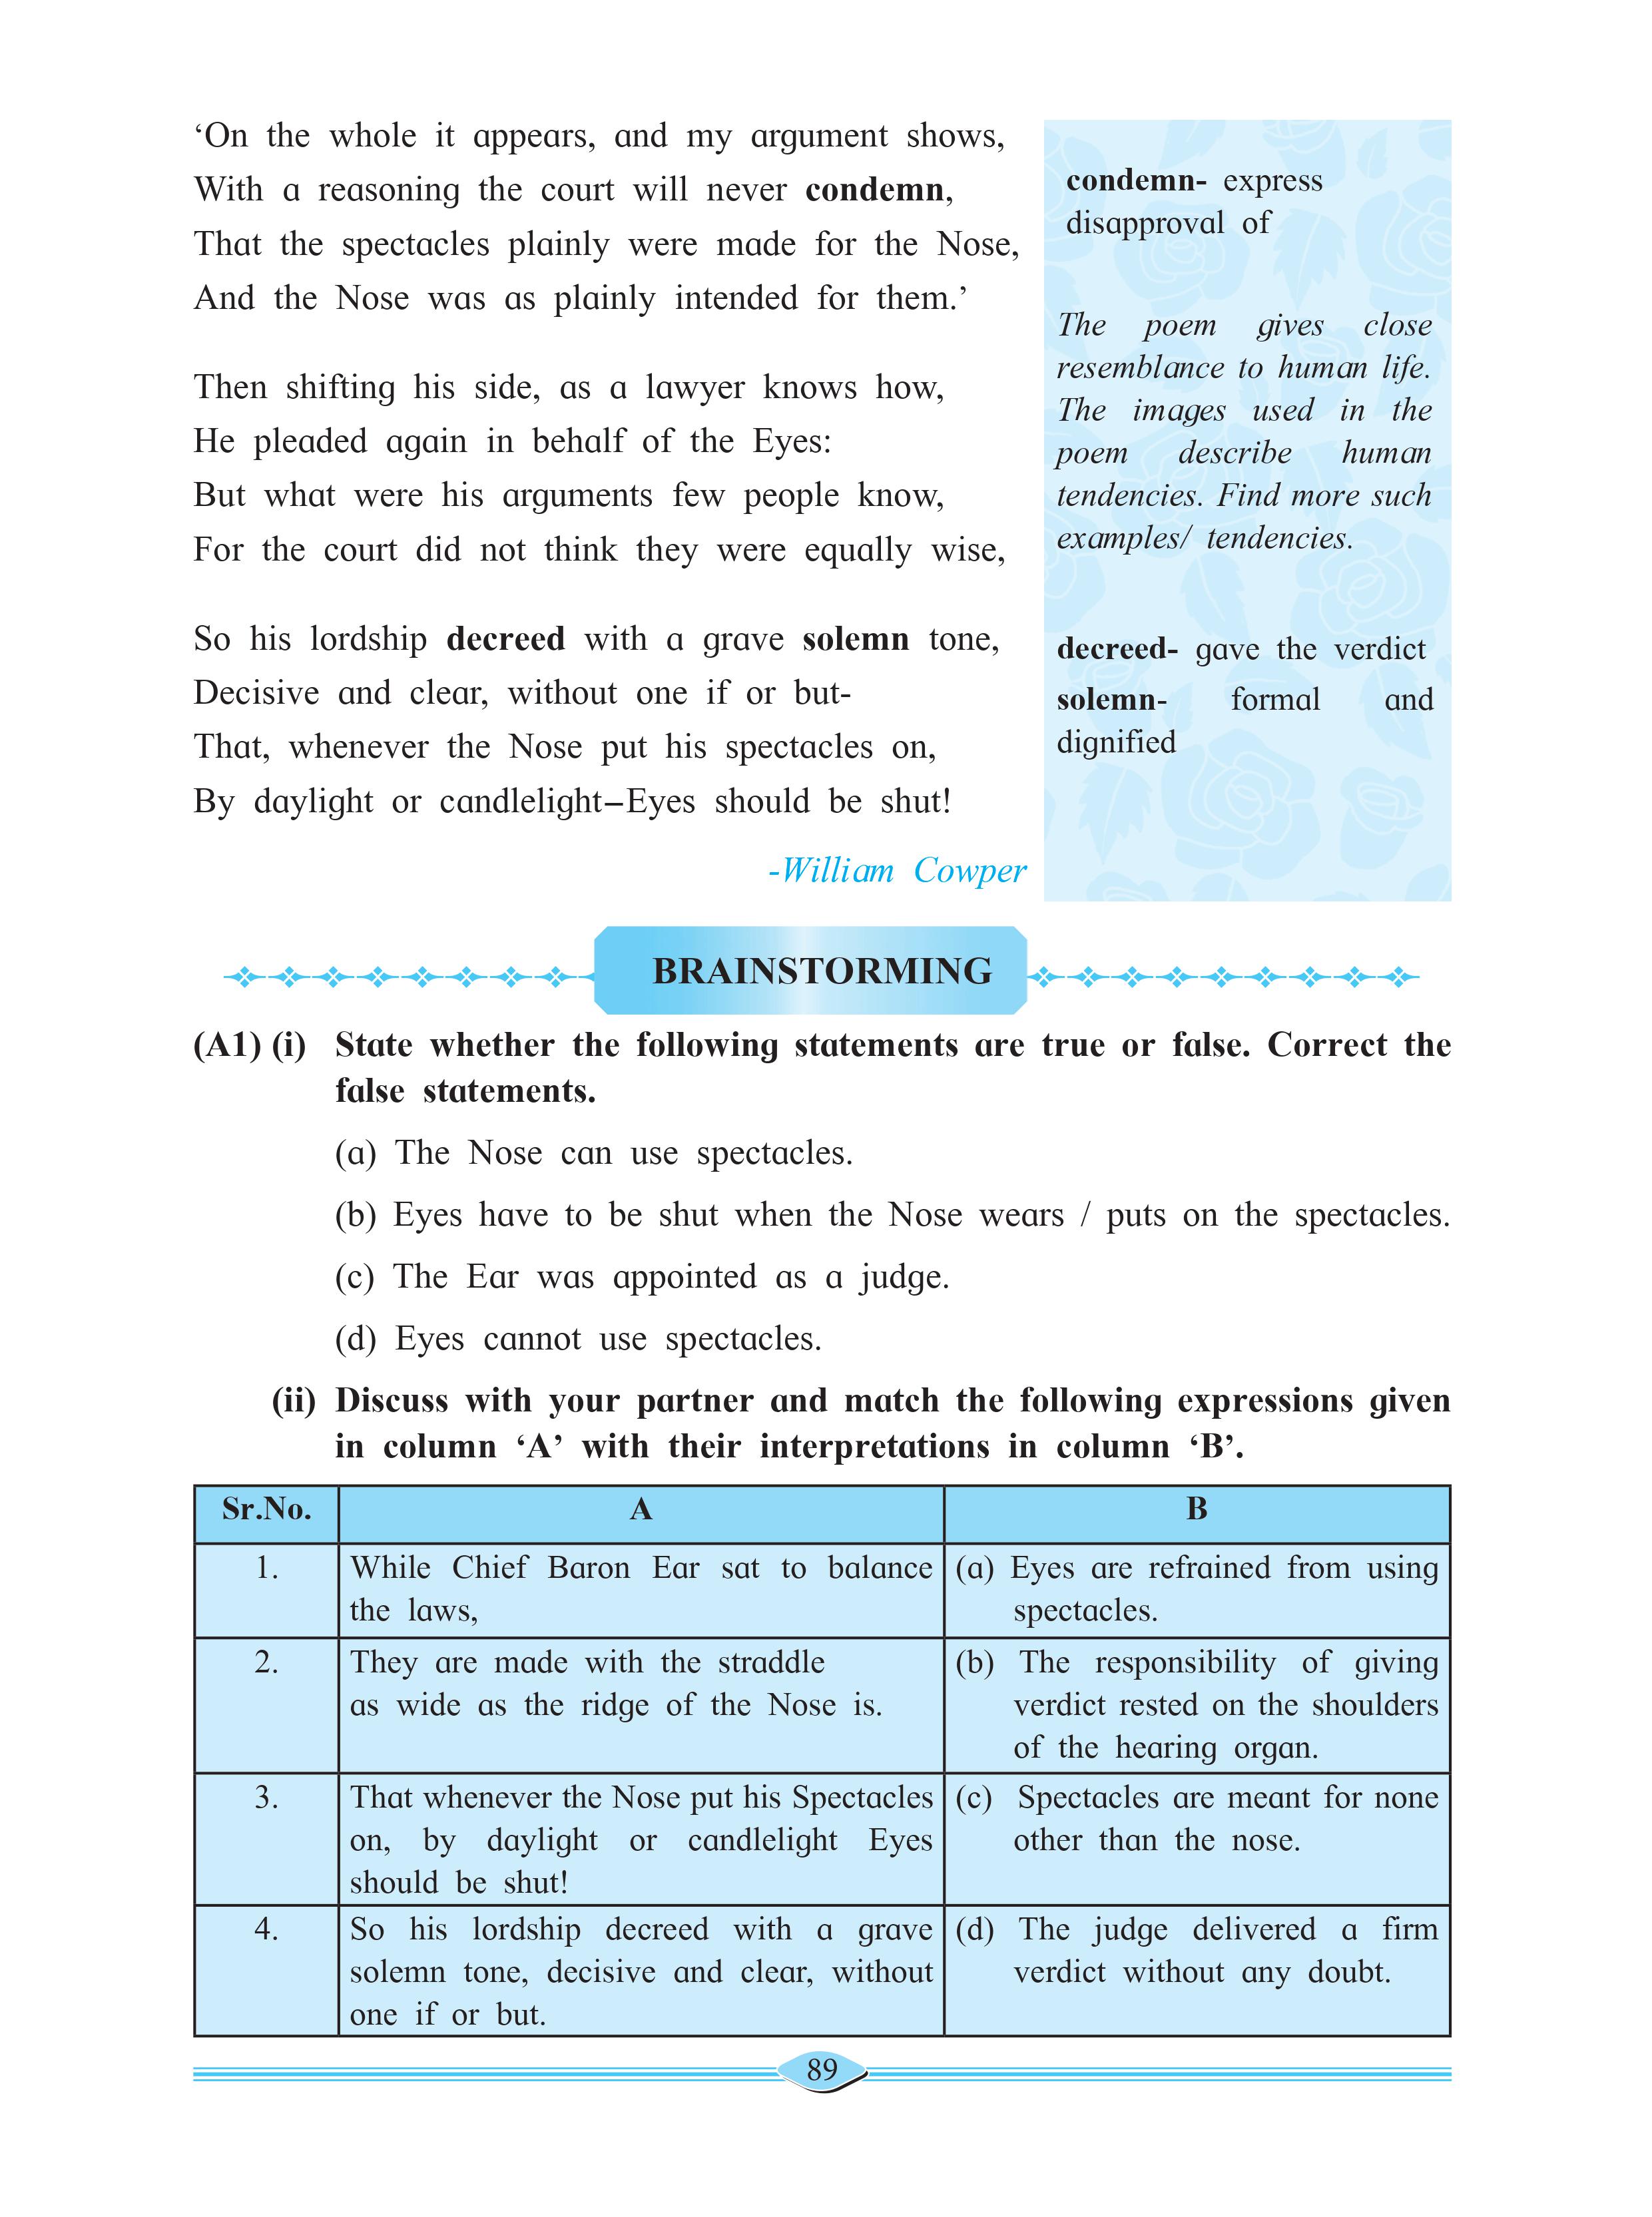 ‘On the whole it appears, and my argument shows,
With a reasoning the court will never condemn,
That the spectacles plainly were made for the Nose,
And the Nose was as plainly intended for them.’
Then shifting his side, as a lawyer knows how,
He pleaded again in behalf of the Eyes:
But what were his arguments few people know,
For the court did not think they were equally wise,
So his lordship decreed with a grave solemn tone,
Decisive and clear, without one if or but-
That, whenever the Nose put his spectacles on,
By daylight or candlelight–Eyes should be shut!
-William Cowper
condemn- express
disapproval of
The poem gives close
resemblance to human life.
The images used in the
poem describe human
tendencies. Find more such
examples/ tendencies.
decreed- gave the verdict
solemn- formal and
dignified
BRAINSTORMING
(A1) (i) State whether the following statements are true or false. Correct the
false statements.
(a) The Nose can use spectacles.
(b) Eyes have to be shut when the Nose wears / puts on the spectacles.
(c) The Ear was appointed as a judge.
(d) Eyes cannot use spectacles.
(ii) Discuss with your partner and match the following expressions given
in column ‘A’ with their interpretations in column ‘B’.
Sr.No. A B
1. While Chief Baron Ear sat to balance
the laws,
(a) Eyes are refrained from using
spectacles.
2. They are made with the straddle
as wide as the ridge of the Nose is.
(b) The responsibility of giving
verdict rested on the shoulders
of the hearing organ.
3. That whenever the Nose put his Spectacles
on, by daylight or candlelight Eyes
should be shut!
(c) Spectacles are meant for none
other than the nose.
4. So his lordship decreed with a grave
solemn tone, decisive and clear, without
one if or but.
(d) The judge delivered a firm
verdict without any doubt.
89